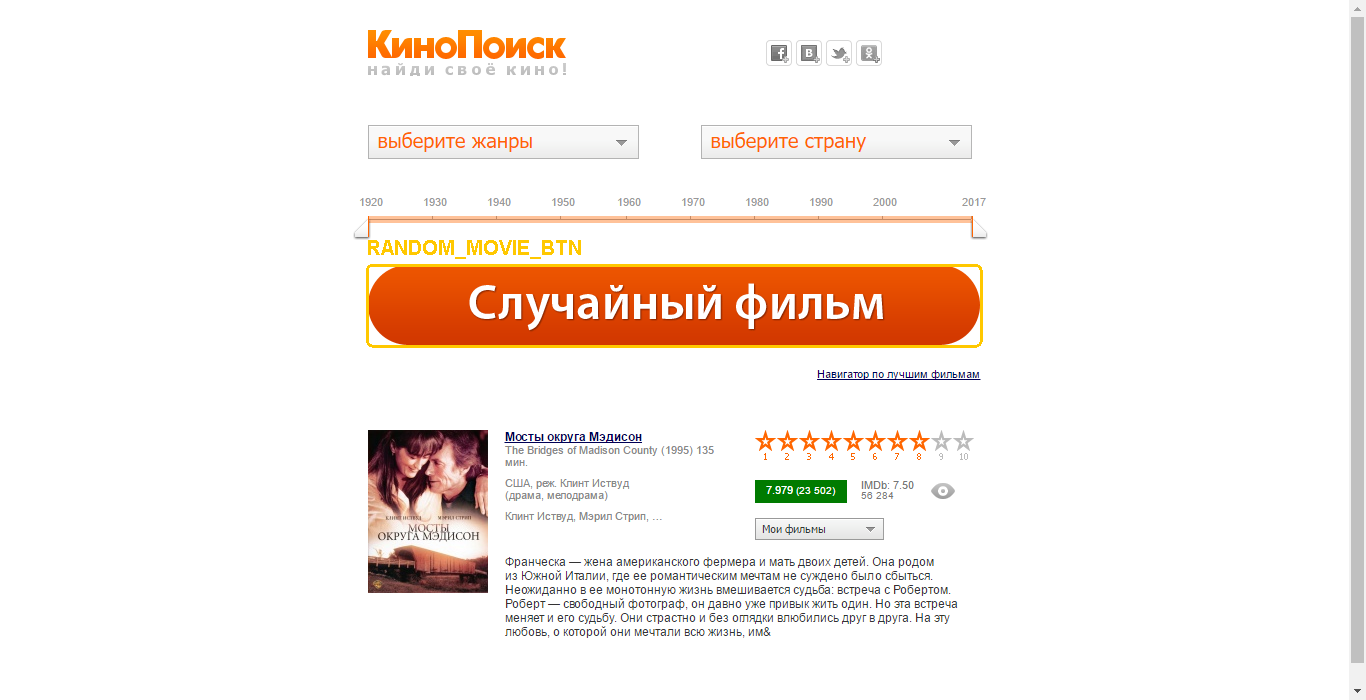 КиноПоиск
найди своё кино!
выберите жанры
выберите страну
1920 1930 1940 1950 1960 1970 1980 1990 2000 2017
RANDOM_MOVIE_BTN
Случайный фильм
Навигатор по лучшим фильмам
КЛИНТ ИСТВУД МЭРИЛ СТРИП
МОСТЫ
ОКРУГА МЭДИСОН
Мосты округа Мэдисон
The Bridges of Madison County (1995) 135
мин.
США, реж. Клинт Иствуд
(драма, мелодрама)
Клинт Иствуд, Мэрил Стрип, ...
1 2 3 4 5 6 7 8 9 10
7.979 (23 502)
IMDb: 7.50
56 284
Мои фильмы
Франческа — жена американского фермера и мать двоих детей. Она родом
из Южной Италии, где ее романтическим мечтам не суждено было сбыться.
Неожиданно в ее монотонную жизнь вмешивается судьба: встреча с Робертом.
Роберт — свободный фотограф, он давно уже привык жить один. Но эта встреча
меняет и его судьбу. Они страстно и без оглядки влюбились друг в друга. На эту
любовь, о которой они мечтали всю жизнь, им&